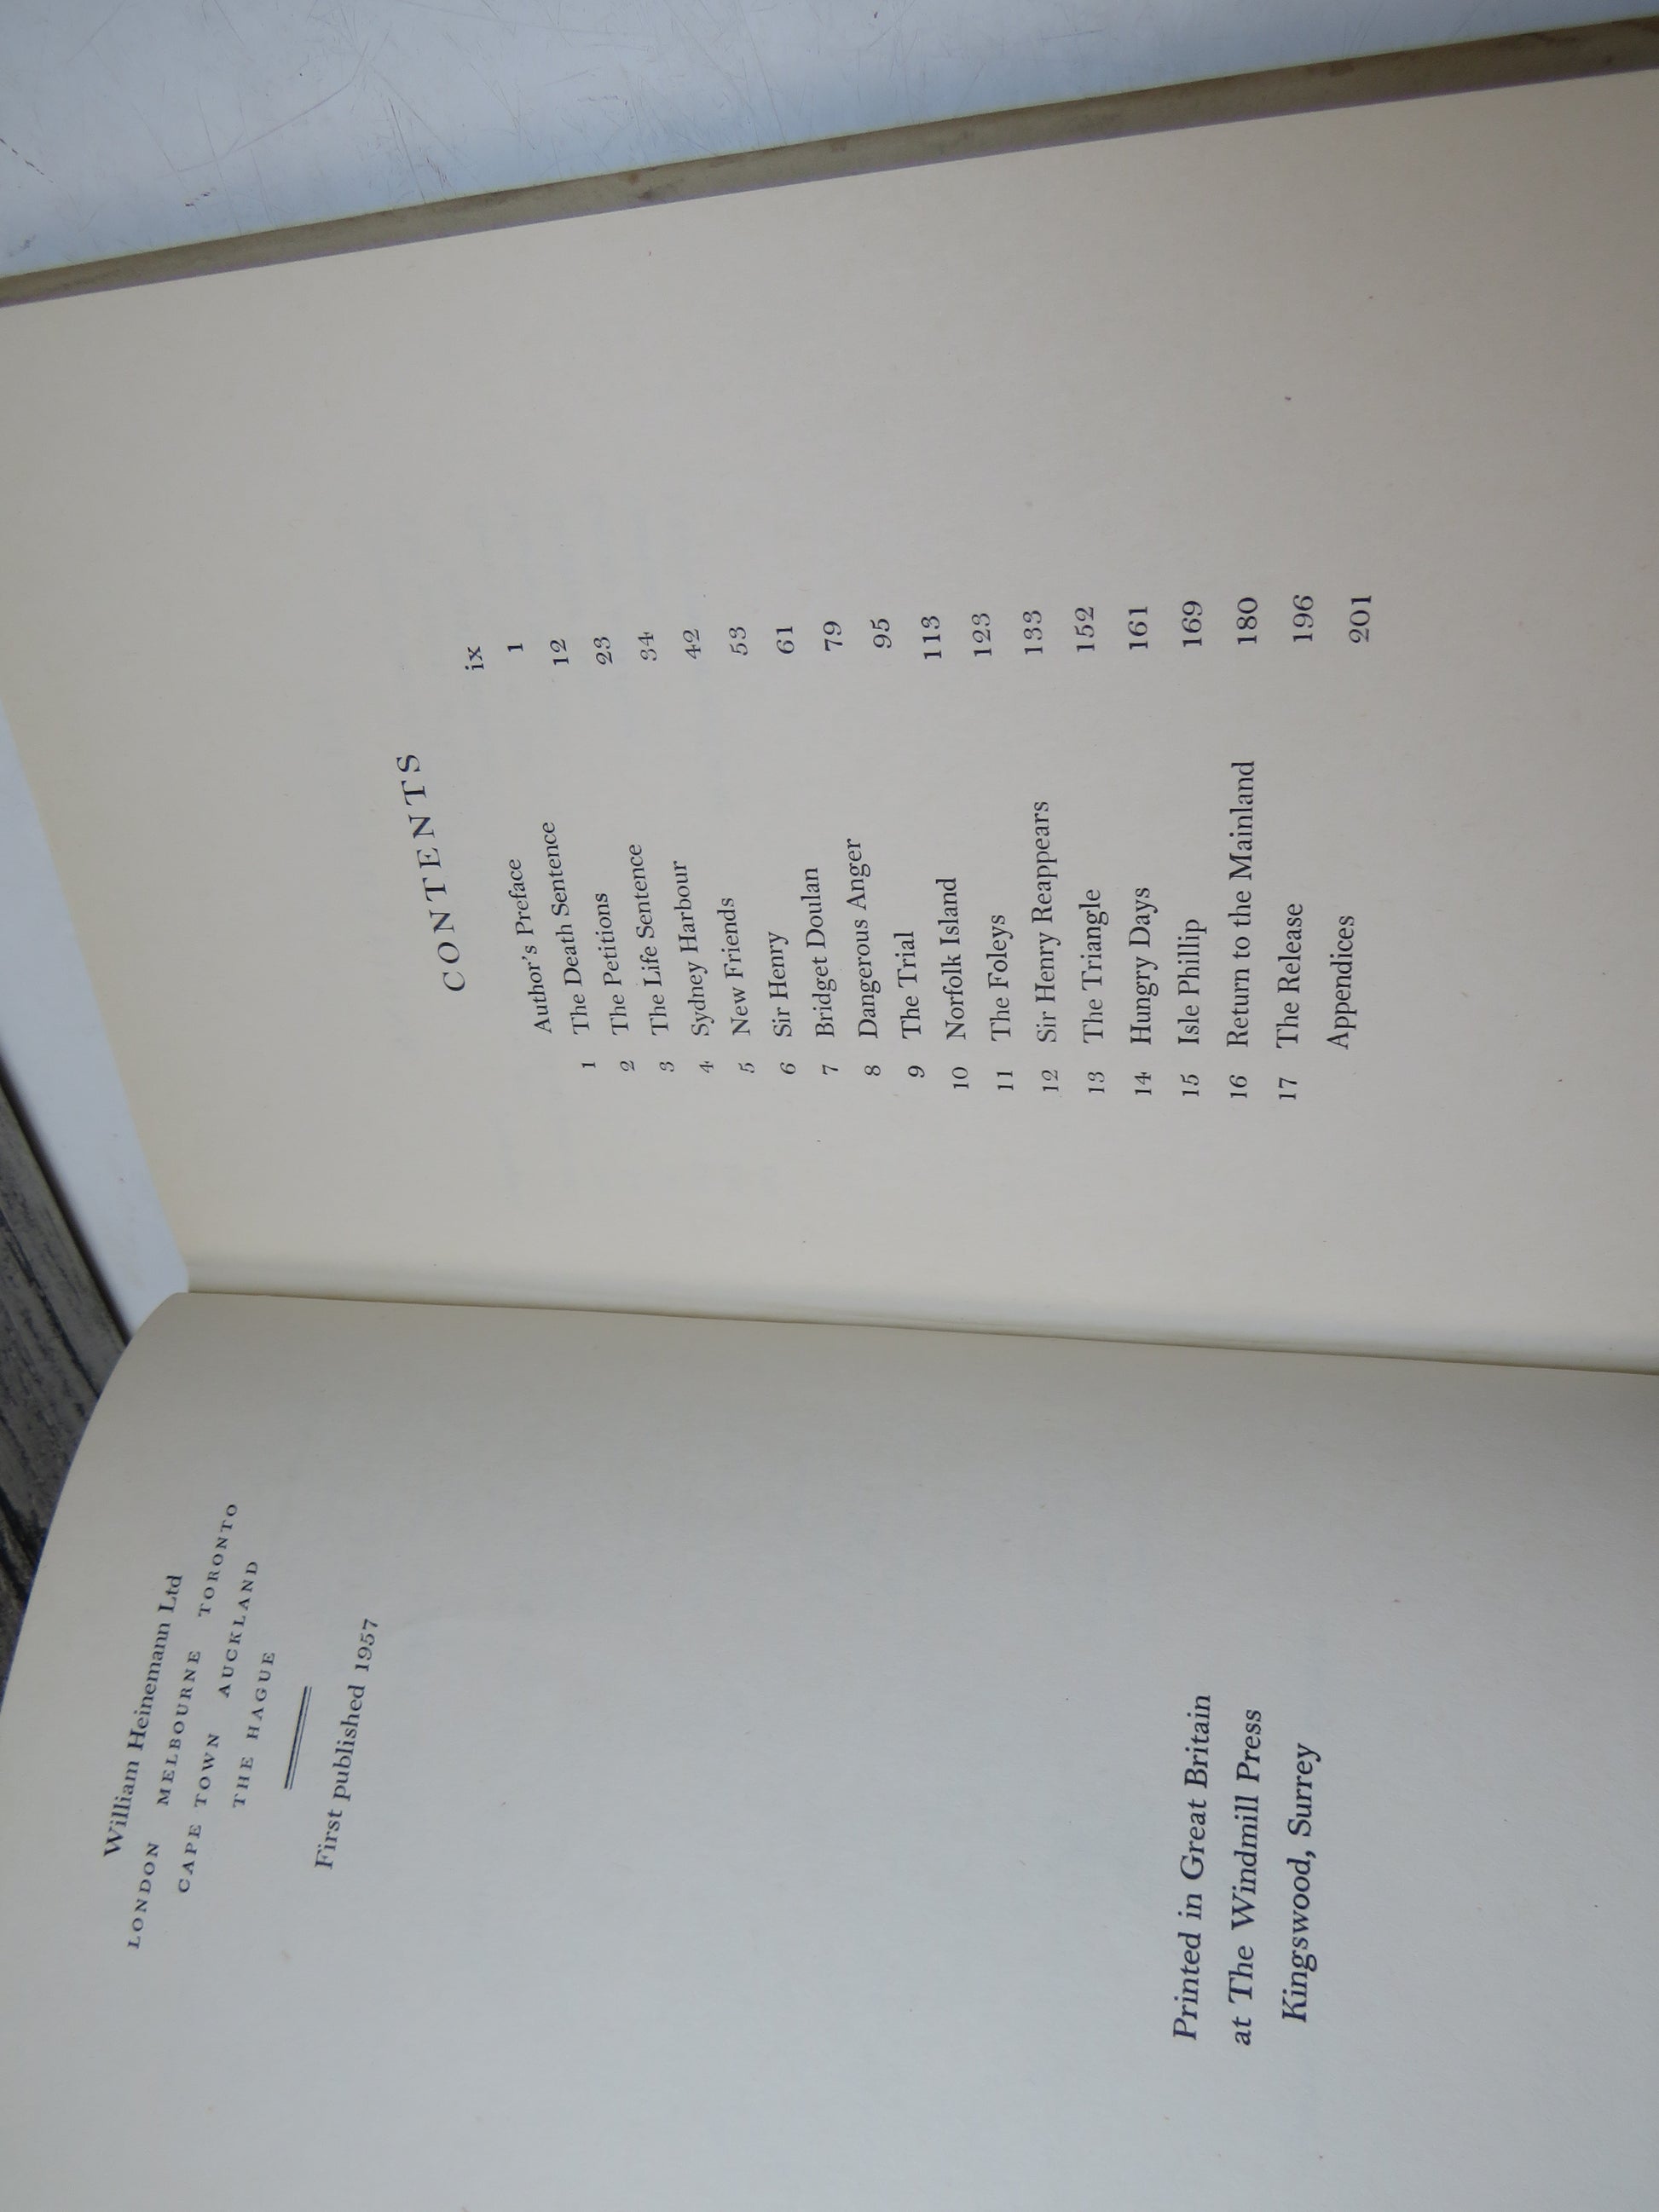 William Heinemann Ltd
LONDON MELBOURNE TORONTO
CAPE TOWN AUCKLAND
THE HAGUE
First published 1957
Printed in Great Britain
at The Windmill Press
Kingswood, Surrey
CONTENTS
Author's Preface ix
1 The Death Sentence 1
2 The Petitions 12
3 The Life Sentence 23
4 Sydney Harbour 34
5 New Friends 42
6 Sir Henry 53
7 Bridget Doulan 61
8 Dangerous Anger 79
9 The Trial 95
10 Norfolk Island 113
11 The Foleys 123
12 Sir Henry Reappears 133
13 The Triangle 152
14 Hungry Days 161
15 Isle Phillip 169
16 Return to the Mainland 180
17 The Release 196
Appendices 201